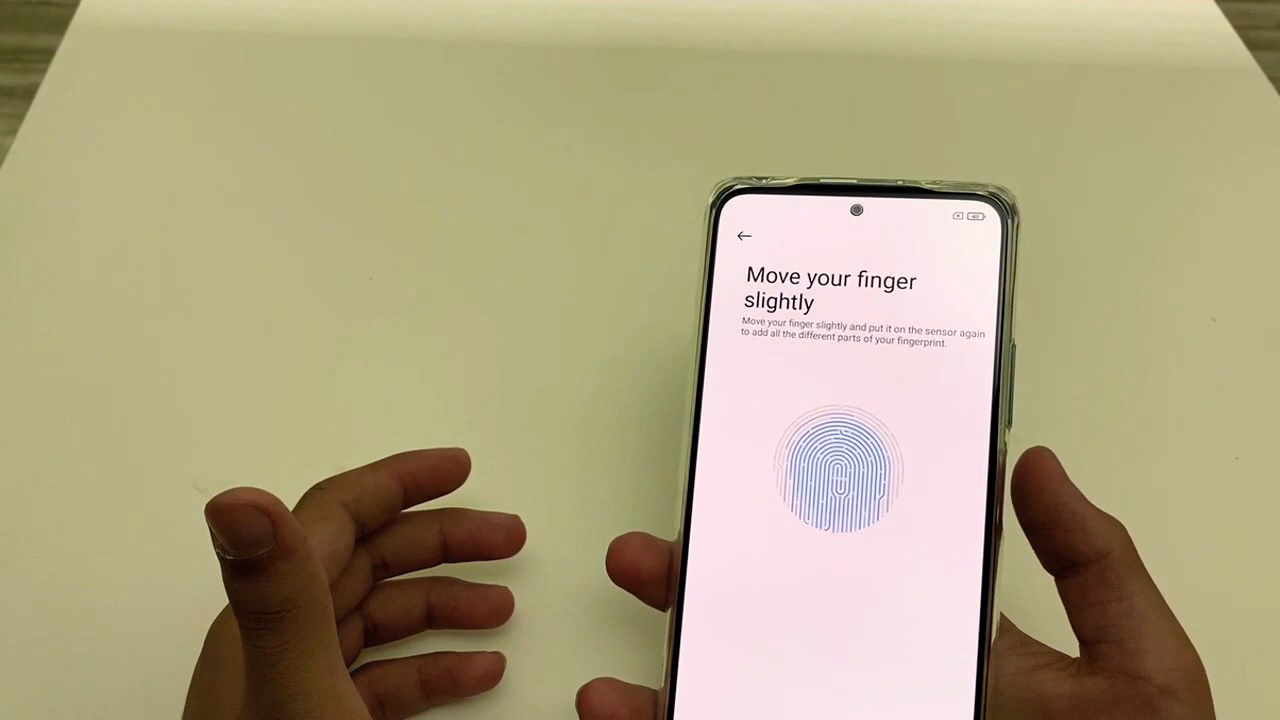 Move your finger
slightly
Move your finger slightly and put it on the sensor again
to add all the different parts of your fingerprint.